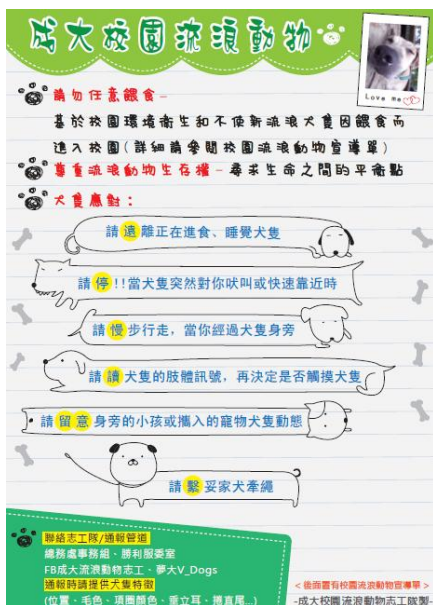 成大校園流浪動物
Love me
請勿任意餵食-
基於校園環境衛生和不使新流浪犬隻因餵食而
進入校園(詳細請參閱校園流浪動物宣導單)
尊重流浪動物生存權-尋求生命之間的平衡點
犬隻應對：
請遠離正在進食、睡覺犬隻
請停!!當犬隻突然對你吠叫或快速靠近時
請慢步行走，當你經過犬隻身旁
請讀犬隻的肢體訊號，再決定是否觸摸犬隻
請留意身旁的小孩或攜入的寵物犬隻動態
請繫妥家犬牽繩
聯絡志工隊/通報管道
總務處事務組、勝利服委室
FB成大流浪動物志工、夢大V_Dogs
通報時請提供犬隻特徵
(位置、毛色、項圈顏色、垂立耳、捲直尾...)
<後面置有校園流浪動物宣導單>
-成大校園流浪動物志工隊製-